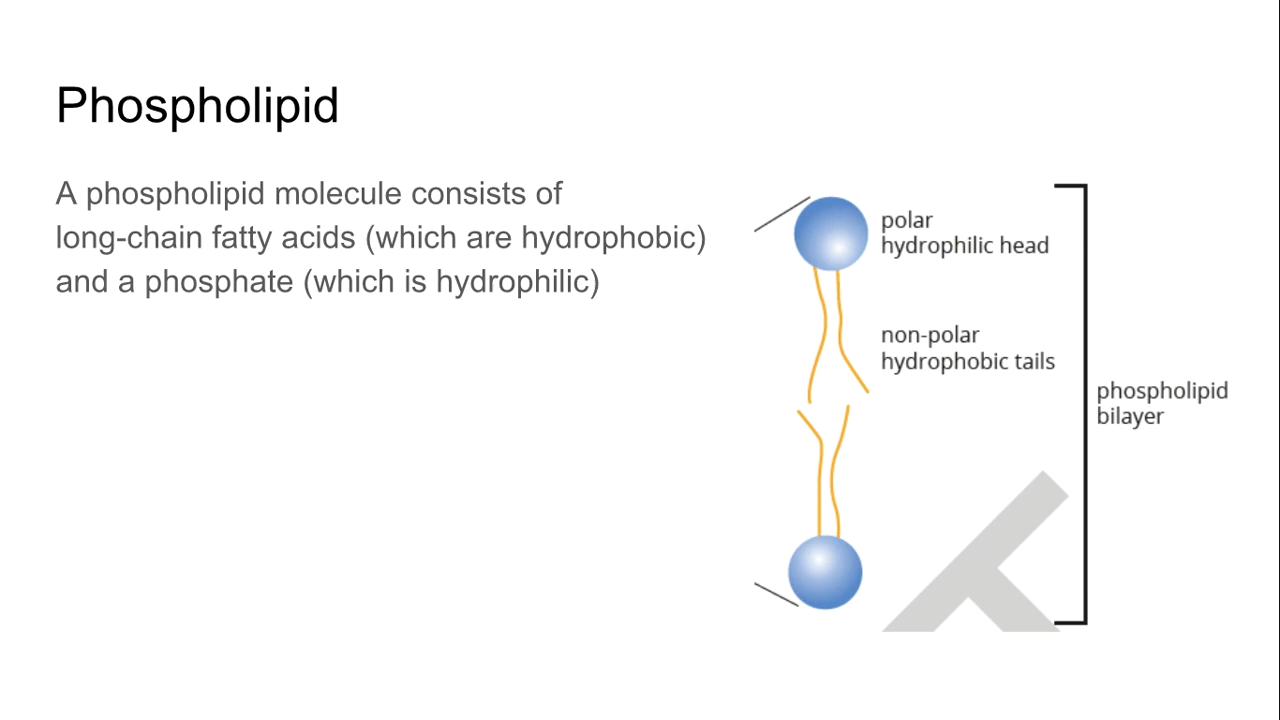 Phospholipid
A phospholipid molecule consists of
long-chain fatty acids (which are hydrophobic)
and a phosphate (which is hydrophilic)
polar
hydrophilic head
non-polar
hydrophobic tails
phospholipid
bilayer